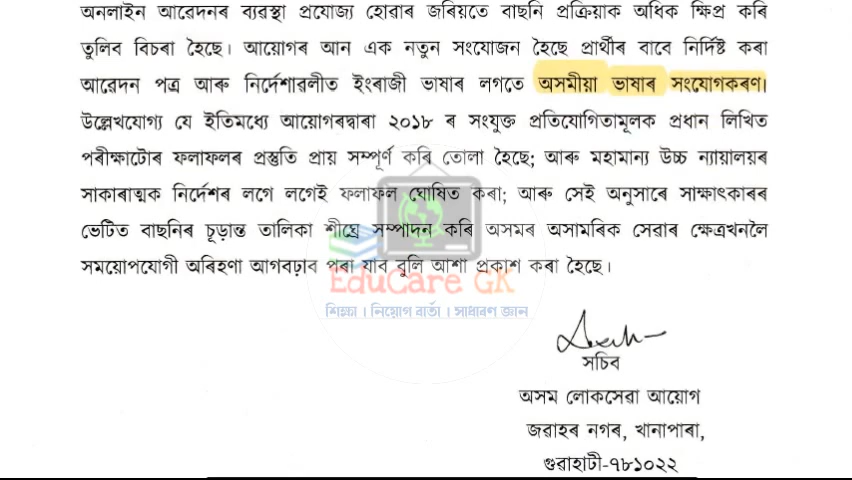 অনলাইন আৱেদনৰ ব্যৱস্থা প্ৰযোজ্য হোৱাৰ জৰিয়তে বাছনি প্ৰক্ৰিয়াক অধিক ক্ষিপ্ৰ কৰি
তুলিব বিচৰা হৈছে। আয়োগৰ আন এক নতুন সংযোজন হৈছে প্ৰাৰ্থীৰ বাবে নিৰ্দিষ্ট কৰা
আৱেদন পত্ৰ আৰু নিৰ্দেশাৱলীত ইংৰাজী ভাষাৰ লগতে অসমীয়া ভাষাৰ সংযোগকৰণ।
উল্লেখযোগ্য যে ইতিমধ্যে আয়োগৰদ্বাৰা ২০১৮ ৰ সংযুক্ত প্ৰতিযোগিতামূলক প্ৰধান লিখিত
পৰীক্ষাটোৰ ফলাফলৰ প্ৰস্তুতি প্ৰায় সম্পূৰ্ণ কৰি তোলা হৈছে; আৰু মহামান্য উচ্চ ন্যায়ালয়ৰ
সাকাৰাত্মক নিৰ্দেশৰ লগে লগেই ফলাফল ঘোষিত কৰা; আৰু সেই অনুসাৰে সাক্ষাৎকাৰৰ
ভেটিত বাছনিৰ চূড়ান্ত তালিকা শীঘ্ৰে সম্পাদন কৰি অসমৰ অসামৰিক সেৱাৰ ক্ষেত্ৰখনলৈ
সময়োপযোগী অৰিহণা আগবঢ়াব পৰা যাব বুলি আশা প্ৰকাশ কৰা হৈছে।
EduCare GK
শিক্ষা । নিয়োগ বাৰ্তা । সাধাৰণ জ্ঞান
সচিব
অসম লোকসেৱা আয়োগ
জৱাহৰ নগৰ, খানাপাৰা,
গুৱাহাটী-৭৮১০২২